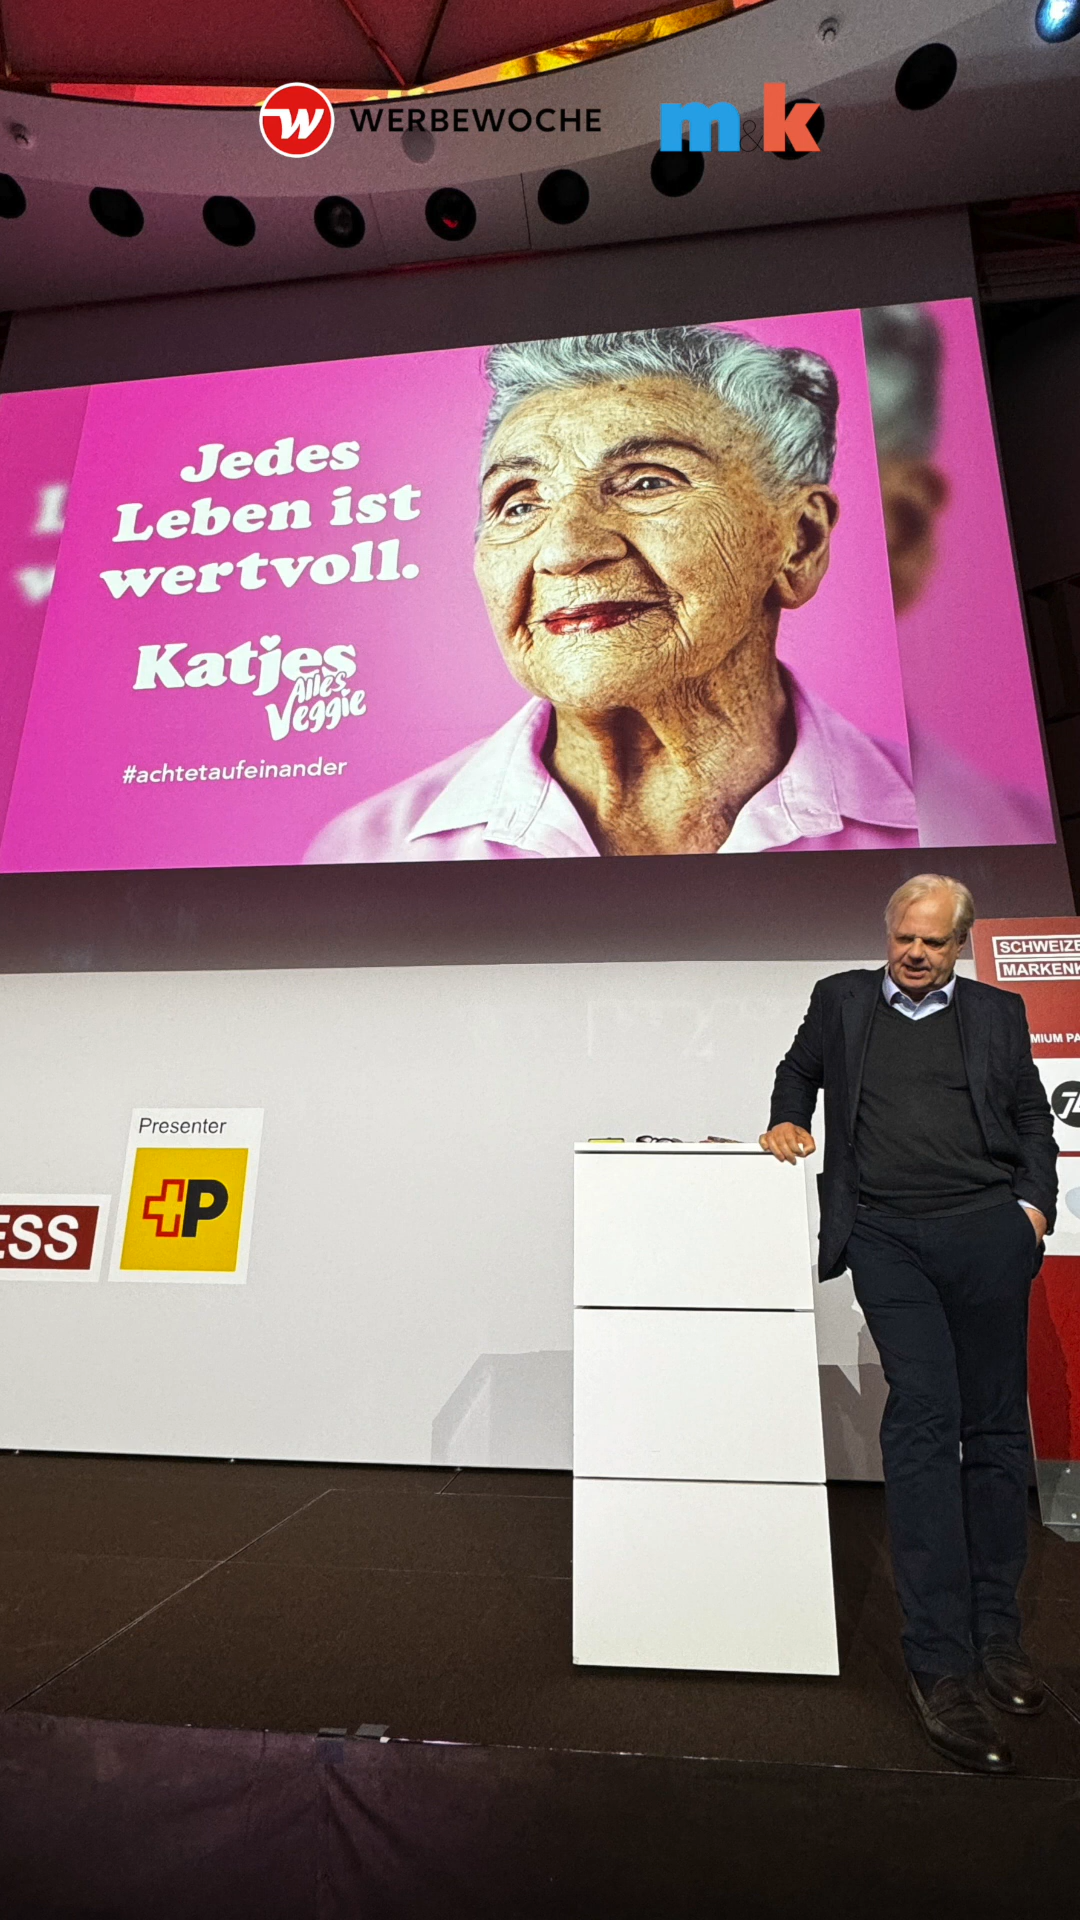 WERBEWOCHE
m&k
Jedes
Leben ist
wertvoll.
Katjes
Alles
Veggie
#achtetaufeinander
SCHWEIZE
MARKENK
MIUM PA
Presenter
P
ESS